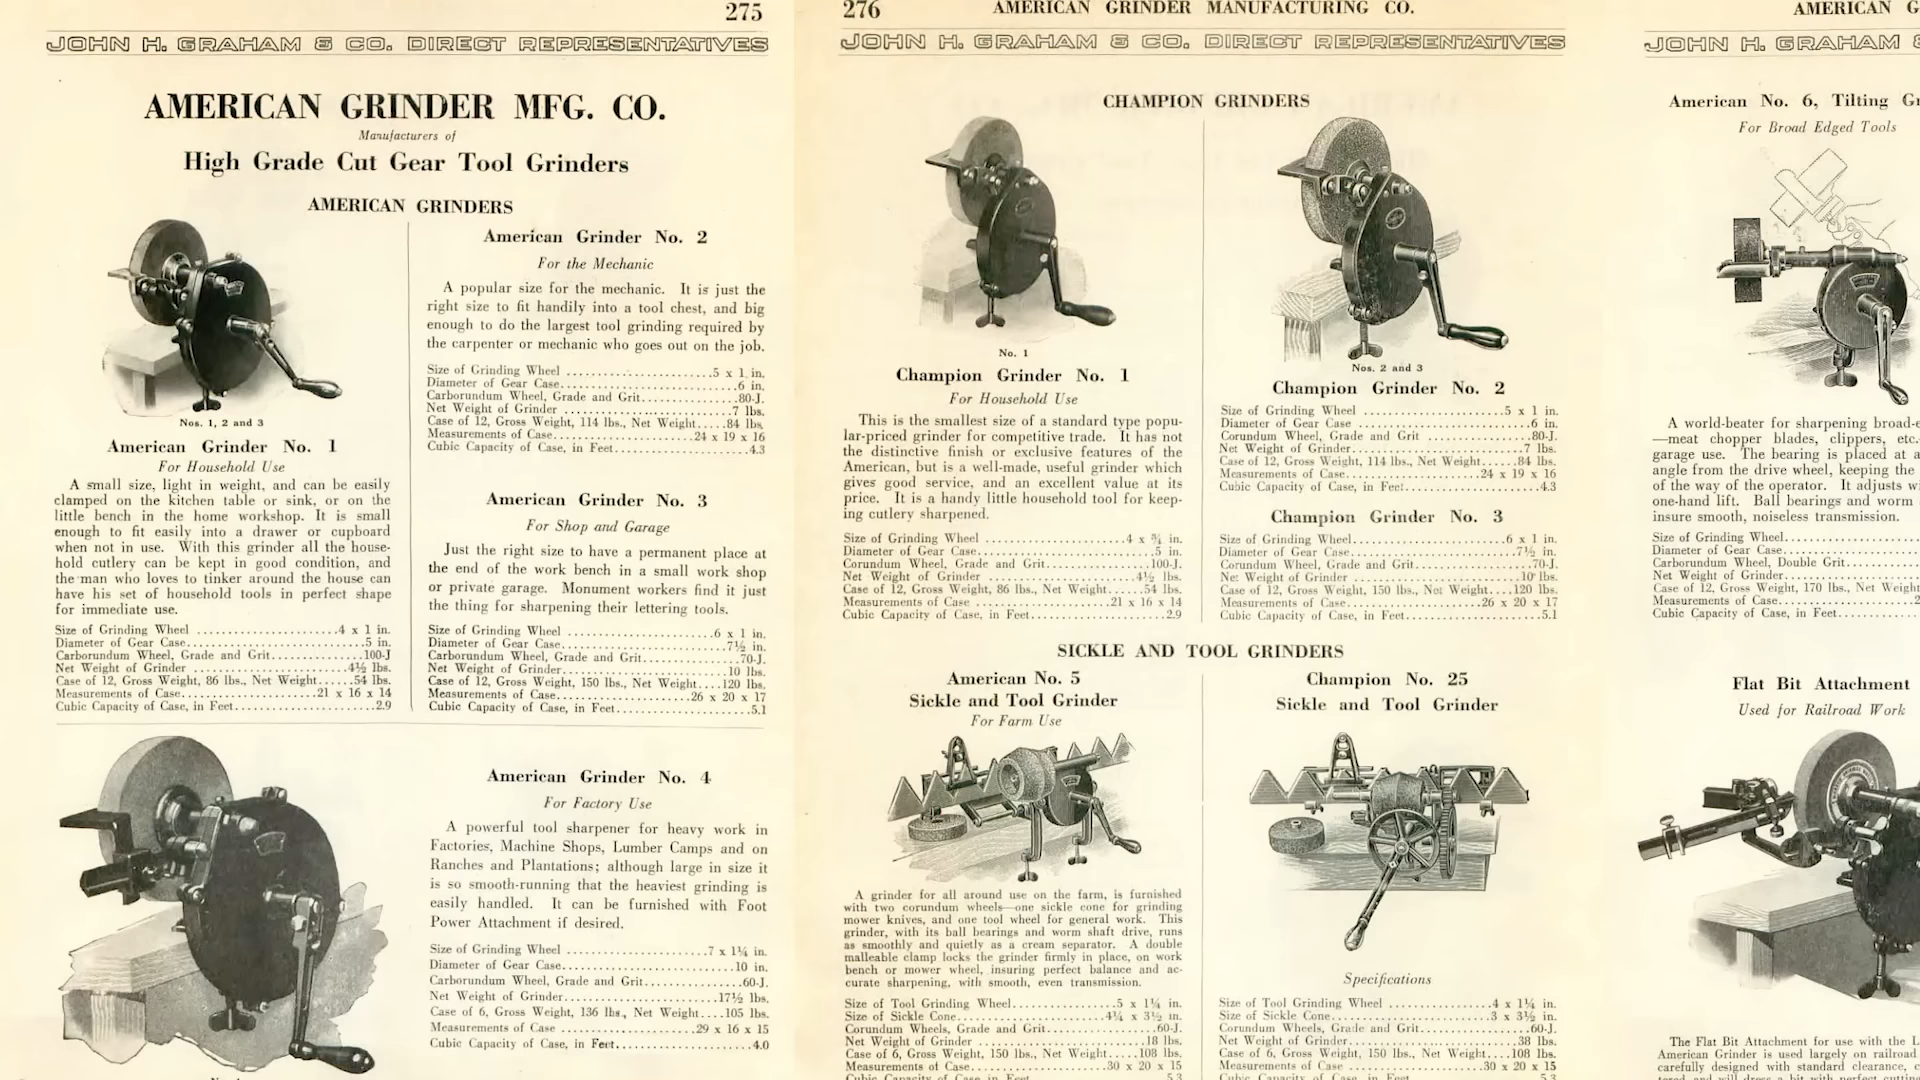 275
JOHN H. GRAHAM & CO. DIRECT REPRESENTATIVES
AMERICAN GRINDER MFG. CO.
Manufacturers of
High Grade Cut Gear Tool Grinders
AMERICAN GRINDERS
Nos. 1, 2 and 3
American Grinder No. 1
For Household Use
A small size, light in weight, and can be easily
clamped on the kitchen table or sink, or on the
little bench in the home workshop. It is small
enough to fit easily into a drawer or cupboard
when not in use. With this grinder all the house-
hold cutlery can be kept in good condition, and
the man who loves to tinker around the house can
have his set of household tools in perfect shape
for immediate use.
Size of Grinding Wheel ....................4 x 1 in.
Diameter of Gear Case.............................5 in.
Carborundum Wheel, Grade and Grit............100-J
Net Weight of Grinder ......................4½ lbs.
Case of 12, Gross Weight, 86 lbs., Net Weight.....54 lbs.
Measurements of Case...................21 x 16 x 14
Cubic Capacity of Case, in Feet....................2.9
American Grinder No. 2
For the Mechanic
A popular size for the mechanic. It is just the
right size to fit handily into a tool chest, and big
enough to do the largest tool grinding required by
the carpenter or mechanic who goes out on the job.
Size of Grinding Wheel .....................5 x 1 in.
Diameter of Gear Case.........................6 in.
Carborundum Wheel, Grade and Grit.............80-J.
Net Weight of Grinder ........................7 lbs.
Case of 12, Gross Weight, 114 lbs., Net Weight.....84 lbs.
Measurements of Case...................24 x 19 x 16
Cubic Capacity of Case, in Feet...................4.3
American Grinder No. 3
For Shop and Garage
Just the right size to have a permanent place at
the end of the work bench in a small work shop
or private garage. Monument workers find it just
the thing for sharpening their lettering tools.
Size of Grinding Wheel .....................6 x 1 in.
Diameter of Gear Case.......................7½ in.
Carborundum Wheel, Grade and Grit............70-J.
Net Weight of Grinder........................10 lbs.
Case of 12, Gross Weight, 150 lbs., Net Weight....120 lbs.
Measurements of Case...................26 x 20 x 17
Cubic Capacity of Case, in Feet...................5.1
American Grinder No. 4
For Factory Use
A powerful tool sharpener for heavy work in
Factories, Machine Shops, Lumber Camps and on
Ranches and Plantations; although large in size it
is so smooth-running that the heaviest grinding is
easily handled. It can be furnished with Foot
Power Attachment if desired.
Size of Grinding Wheel ....................7 x 1¼ in.
Diameter of Gear Case.........................10 in.
Carborundum Wheel, Grade and Grit.............60-J.
Net Weight of Grinder......................17½ lbs.
Case of 6, Gross Weight, 136 lbs., Net Weight...105 lbs.
Measurements of Case ..................29 x 16 x 15
Cubic Capacity of Case, in Feet...................4.0
276
AMERICAN GRINDER MANUFACTURING CO.
JOHN H. GRAHAM & CO. DIRECT REPRESENTATIVES
CHAMPION GRINDERS
No. 1
Champion Grinder No. 1
For Household Use
This is the smallest size of a standard type popu-
lar-priced grinder for competitive trade. It has not
the distinctive finish or exclusive features of the
American, but is a well-made, useful grinder which
gives good service, and an excellent value at its
price. It is a handy little household tool for keep-
ing cutlery sharpened.
Size of Grinding Wheel ....................4 x ¾ in.
Diameter of Gear Case.........................5 in.
Corundum Wheel, Grade and Grit.............100-J.
Net Weight of Grinder .....................4½ lbs.
Case of 12, Gross Weight, 86 lbs., Net Weight......54 lbs.
Measurements of Case ..................21 x 16 x 14
Cubic Capacity of Case, in Feet...................2.9
Nos. 2 and 3
Champion Grinder No. 2
Size of Grinding Wheel ....................5 x 1 in.
Diameter of Gear Case ........................6 in.
Corundum Wheel, Grade and Grit ..............80-J.
Net Weight of Grinder........................7 lbs.
Case of 12, Gross Weight, 114 lbs., Net Weight......84 lbs.
Measurements of Case...................24 x 19 x 16
Cubic Capacity of Case, in Feet...................4.3
Champion Grinder No. 3
Size of Grinding Wheel ....................6 x 1 in.
Diameter of Gear Case.......................7½ in.
Corundum Wheel, Grade and Grit..............70-J.
Net Weight of Grinder .......................10 lbs.
Case of 12, Gross Weight, 150 lbs., Net Weight....120 lbs.
Measurements of Case...................26 x 20 x 17
Cubic Capacity of Case, in Feet...................5.1
SICKLE AND TOOL GRINDERS
American No. 5
Sickle and Tool Grinder
For Farm Use
A grinder for all around use on the farm, is furnished
with two corundum wheels—one sickle cone for grinding
mower knives, and one tool wheel for general work. This
grinder, with its ball bearings and worm shaft drive, runs
as smoothly and quietly as a cream separator. A double
malleable clamp locks the grinder firmly in place, on work
bench or mower wheel, insuring perfect balance and ac-
curate sharpening, with smooth, even transmission.
Size of Tool Grinding Wheel...............5 x 1¼ in.
Size of Sickle Cone......................4¼ x 3½ in.
Corundum Wheels, Grade and Grit..............60-J.
Net Weight of Grinder .......................18 lbs.
Case of 6, Gross Weight, 150 lbs., Net Weight.....108 lbs.
Measurements of Case...................30 x 20 x 15
Cubic Capacity of Case, in Feet...................5.3
Champion No. 25
Sickle and Tool Grinder
Specifications
Size of Tool Grinding Wheel ..............4 x 1¼ in.
Size of Sickle Cone.......................3 x 3½ in.
Corundum Wheels, Grade and Grit..............60-J.
Net Weight of Grinder........................38 lbs.
Case of 6, Gross Weight, 150 lbs., Net Weight....108 lbs.
Measurements of Case...................30 x 20 x 15
Cubic Capacity of Case, in Feet...................5.3
AMERICAN G
JOHN H. GRAHAM &
American No. 6, Tilting Gr
For Broad Edged Tools
A world-beater for sharpening broad-e
—meat chopper blades, clippers, etc.
garage use. The bearing is placed at a
angle from the drive wheel, keeping the
of the way of the operator. It adjusts wi
one-hand lift. Ball bearings and worm
insure smooth, noiseless transmission.
Size of Grinding Wheel..................
Diameter of Gear Case..................
Carborundum Wheel, Double Grit........
Net Weight of Grinder..................
Case of 12, Gross Weight, 170 lbs., Net Weight
Measurements of Case...................2
Cubic Capacity of Case, in Feet...........
Flat Bit Attachment
Used for Railroad Work
The Flat Bit Attachment for use with the L
American Grinder is used largely on railroad
carefully designed with standard clearance, c